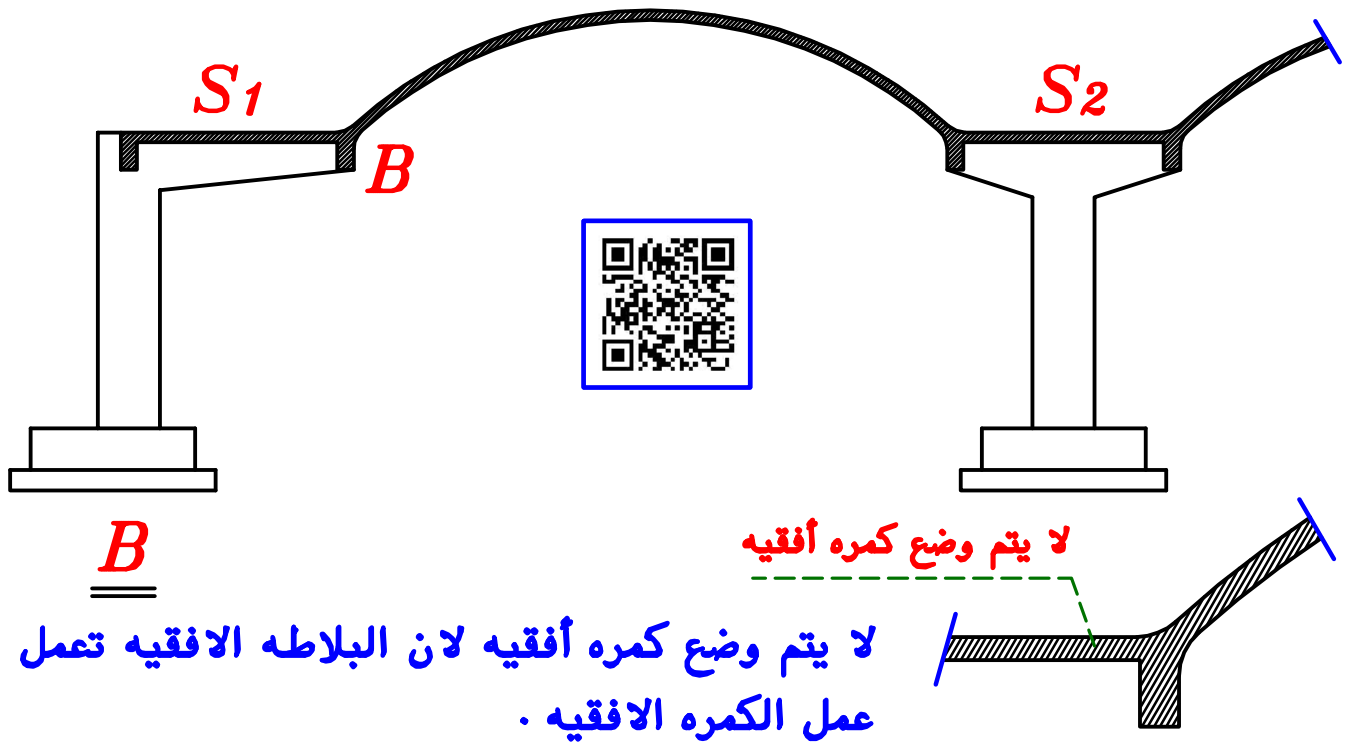 S1
S2
B
B
لا يتم وضع كمره أفقيه
لا يتم وضع كمره أفقيه لان البلاطه الافقيه تعمل
عمل الكمره الافقيه .